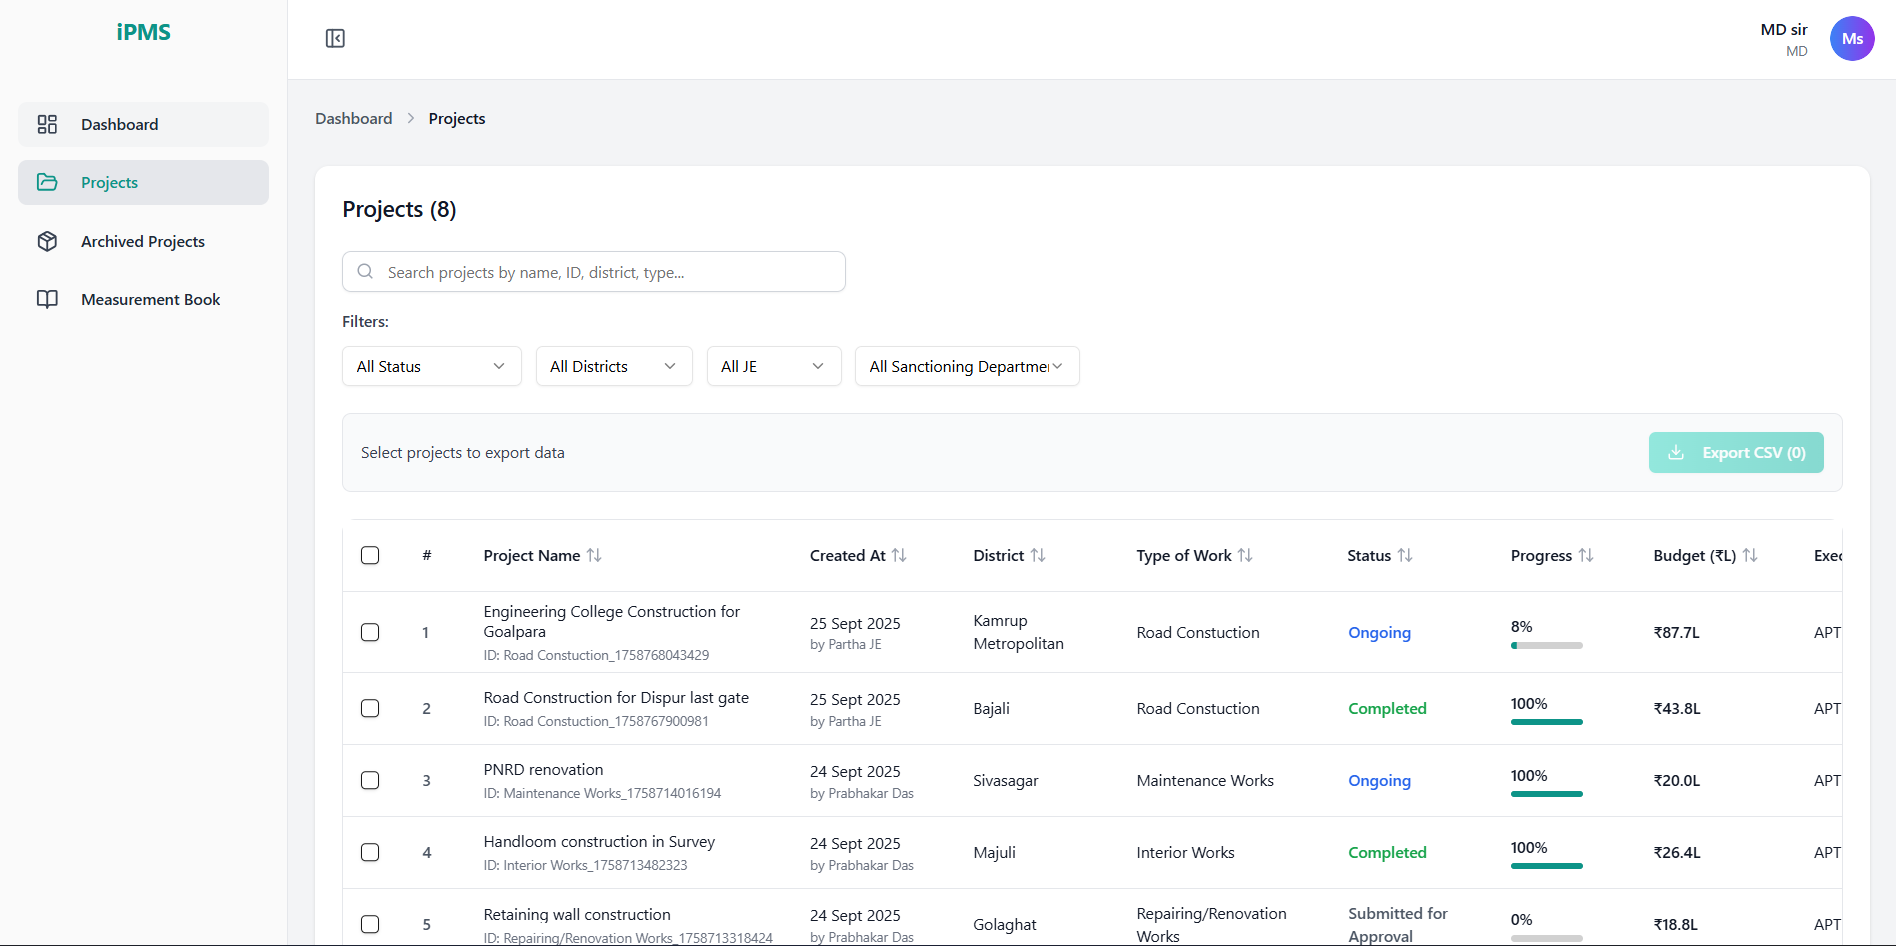 iPMS
MD sir
MD
Ms
Dashboard
Projects
Archived Projects
Measurement Book
Dashboard
Projects
Projects (8)
Search projects by name, ID, district, type...
Filters:
All Status
All Districts
All JE
All Sanctioning Departme
Select projects to export data
Export CSV (0)
# Project Name Created At District Type of Work Status Progress Budget (₹L) Exec
1 Engineering College Construction for Goalpara
ID: Road Constuction_1758768043429
25 Sept 2025
by Partha JE
Kamrup
Metropolitan
Road Constuction
Ongoing
8%
₹87.7L
APT
2 Road Construction for Dispur last gate
ID: Road Constuction_1758767900981
25 Sept 2025
by Partha JE
Bajali
Road Constuction
Completed
100%
₹43.8L
APT
3 PNRD renovation
ID: Maintenance Works_1758714016194
24 Sept 2025
by Prabhakar Das
Sivasagar
Maintenance Works
Ongoing
100%
₹20.0L
APT
4 Handloom construction in Survey
ID: Interior Works_1758713482323
24 Sept 2025
by Prabhakar Das
Majuli
Interior Works
Completed
100%
₹26.4L
APT
5 Retaining wall construction
ID: Repairing/Renovation Works_1758713318424
24 Sept 2025
by Prabhakar Das
Golaghat
Repairing/Renovation
Works
Submitted for
Approval
0%
₹18.8L
APT